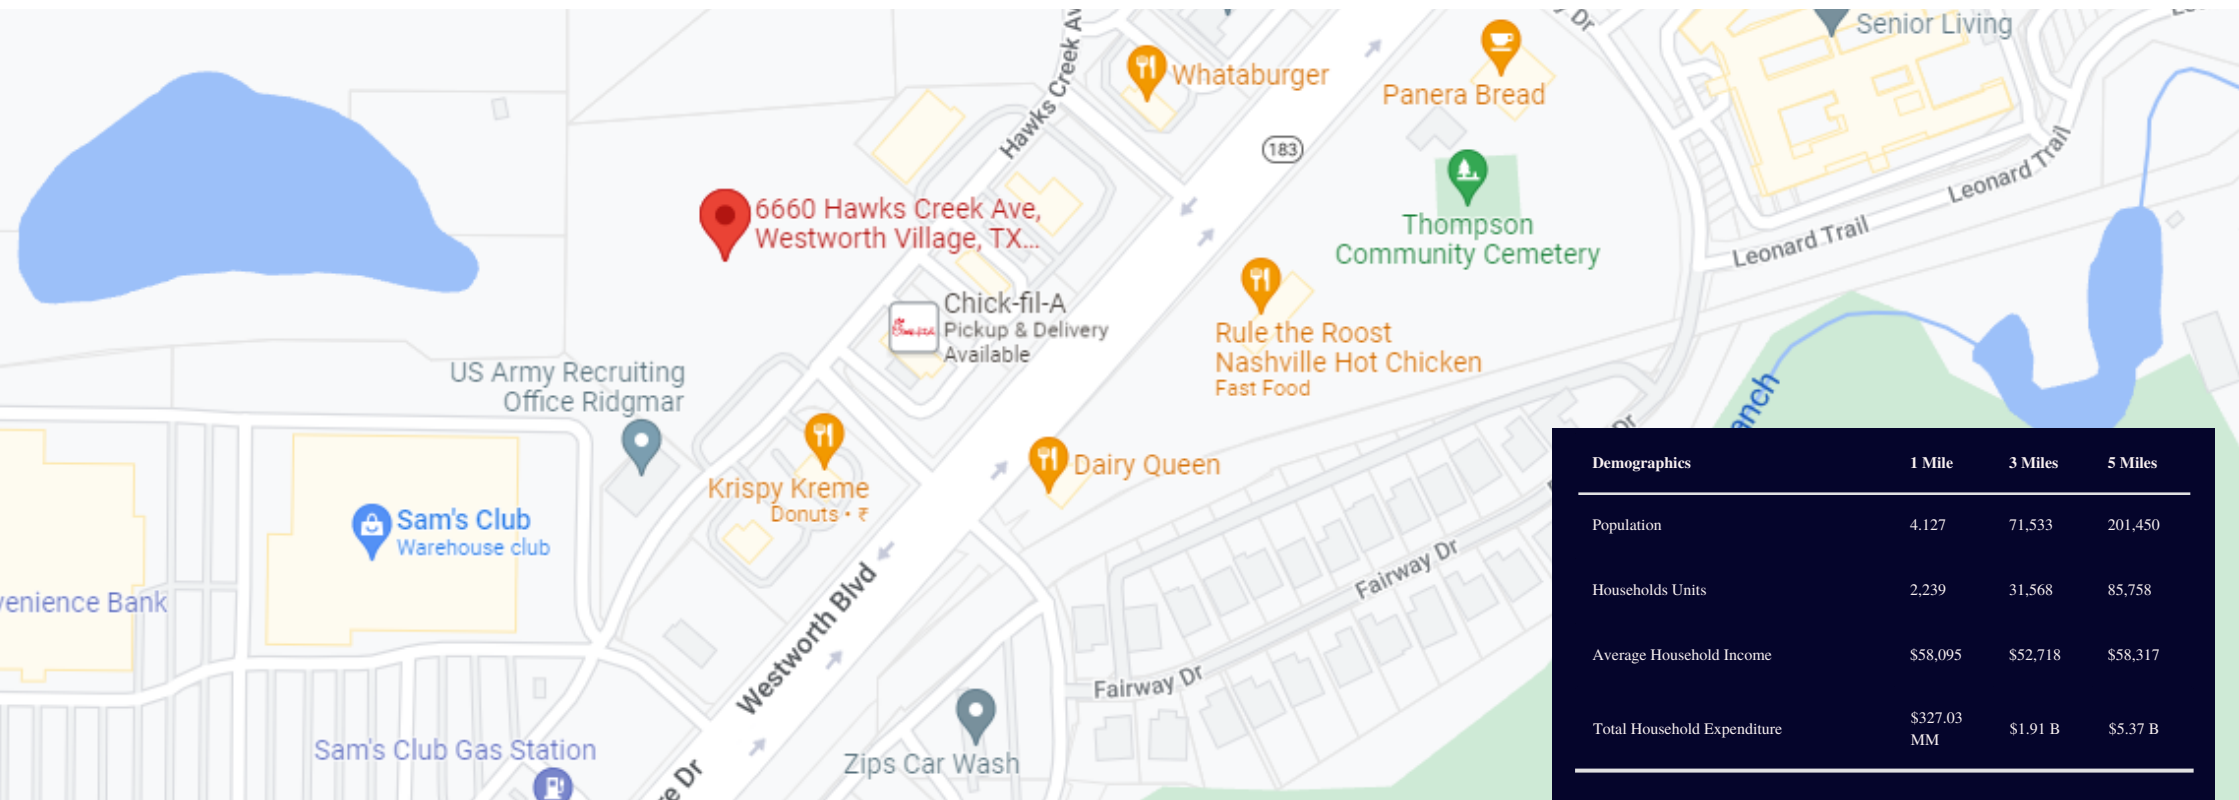 Senior Living
Dr
Hawks Creek Av
Whataburger
Panera Bread
183
Leonard Trail
6660 Hawks Creek Ave,
Westworth Village, TX...
Thompson
Community Cemetery
Leonard Trail
Chick-fil-A
Pickup & Delivery
Available
Rule the Roost
Nashville Hot Chicken
Fast Food
US Army Recruiting
Office Ridgmar
anch
Dr
Krispy Kreme
Donuts • ₹
Dairy Queen
Sam's Club
Warehouse club
venience Bank
Westworth Blvd
Fairway Dr
Fairway Dr
Sam's Club Gas Station
Zips Car Wash
re Dr
Demographics 1 Mile 3 Miles 5 Miles
Population 4.127 71,533 201,450
Households Units 2,239 31,568 85,758
Average Household Income $58,095 $52,718 $58,317
Total Household Expenditure $327.03 MM $1.91 B $5.37 B